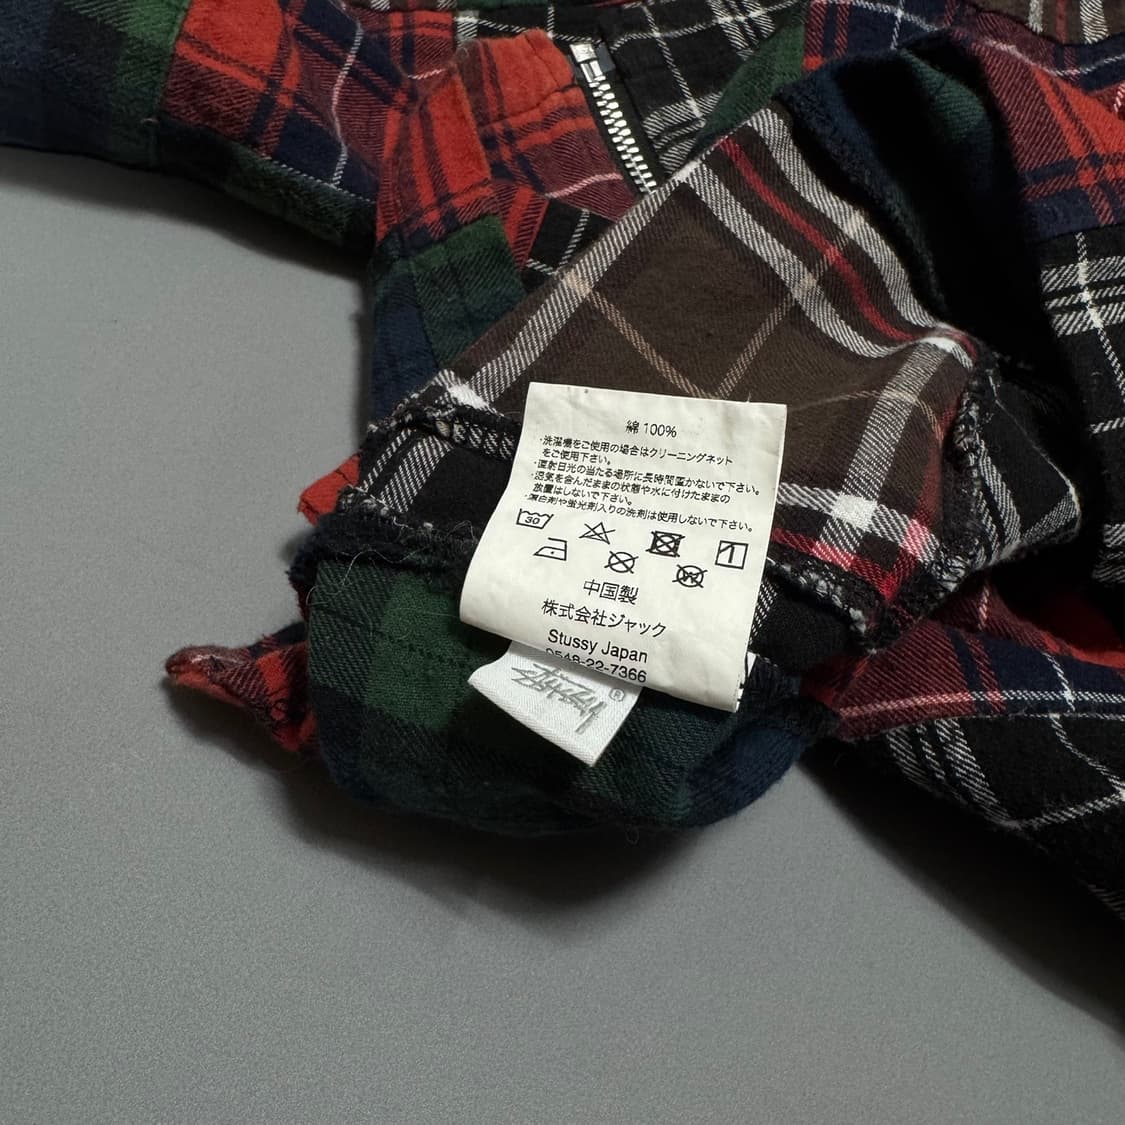 綿 100%
・洗濯機をご使用の場合はクリーニングネット
をご使用下さい。
・直射日光の当たる場所に長時間置かないで下さい。
・湿気を含んだままの状態や水に付けたままの
放置はしないで下さい。
・漂白剤や蛍光剤入りの洗剤は使用しないで下さい。
30
W
中国製
株式会社ジャック
Stussy Japan
0548-22-7366
Stüssy ®